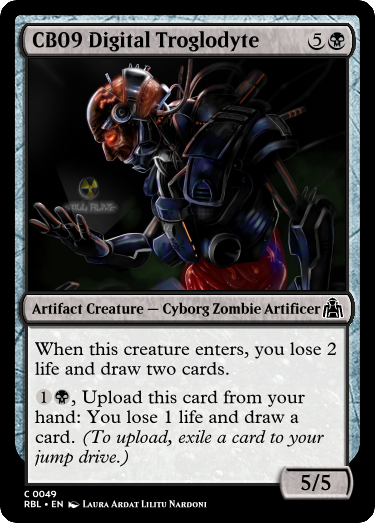 CB09 Digital Troglodyte 5
Artifact Creature — Cyborg Zombie Artificer
When this creature enters, you lose 2
life and draw two cards.
1, Upload this card from your
hand: You lose 1 life and draw a
card. (To upload, exile a card to your
jump drive.)
5/5
C 0049
RBL • EN Laura Ardat Lilitu Nardoni